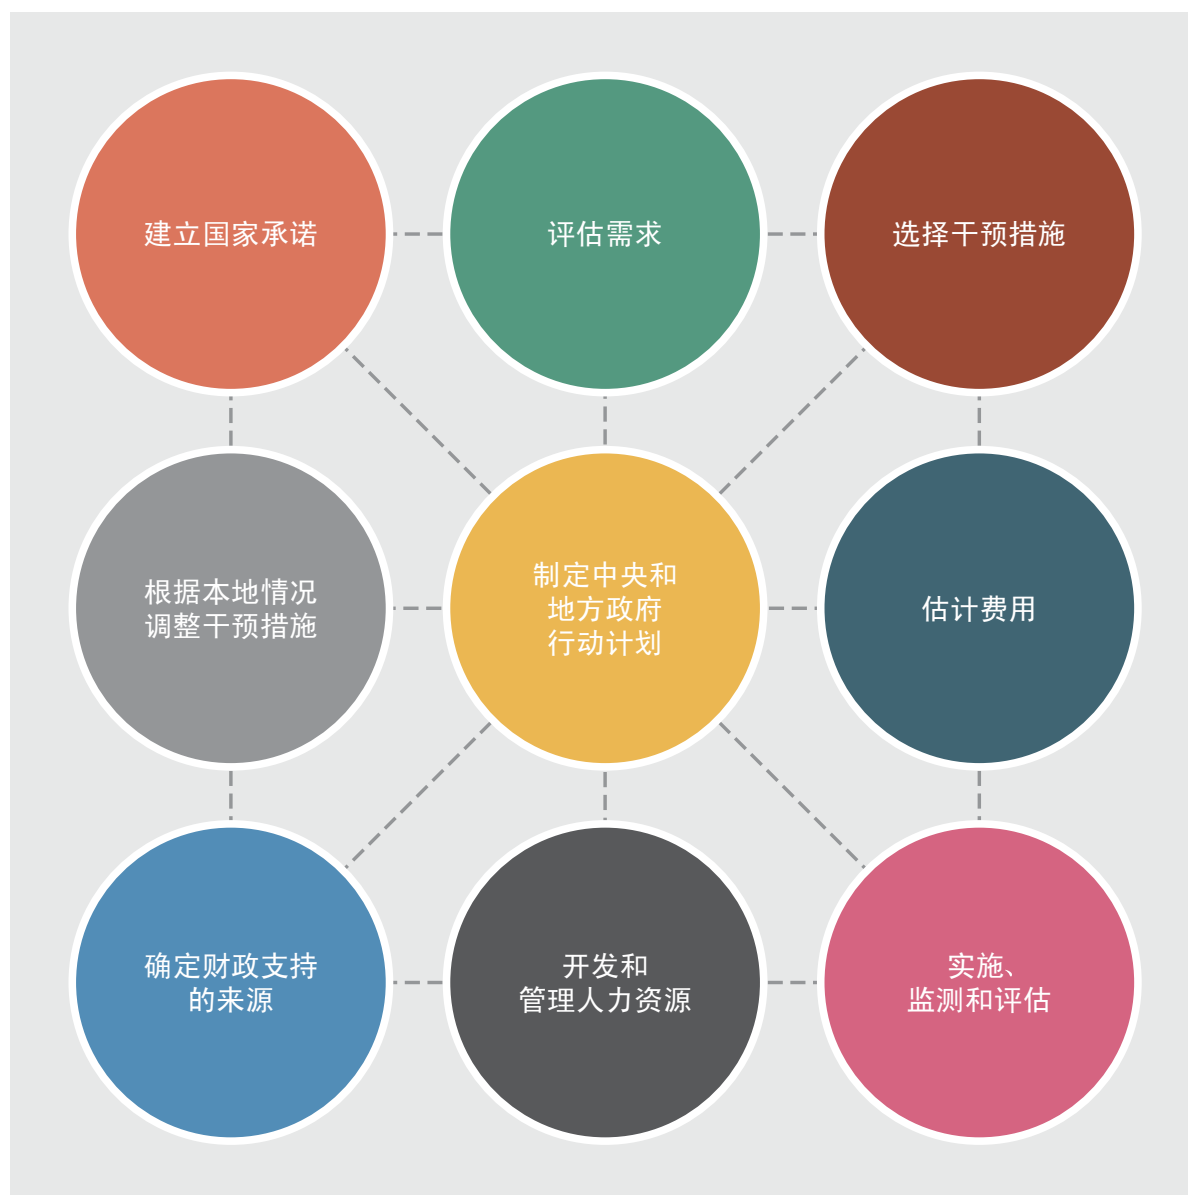 建立国家承诺
评估需求
选择干预措施
根据本地情况
调整干预措施
制定中央和
地方政府
行动计划
估计费用
确定财政支持
的来源
开发和
管理人力资源
实施、
监测和评估